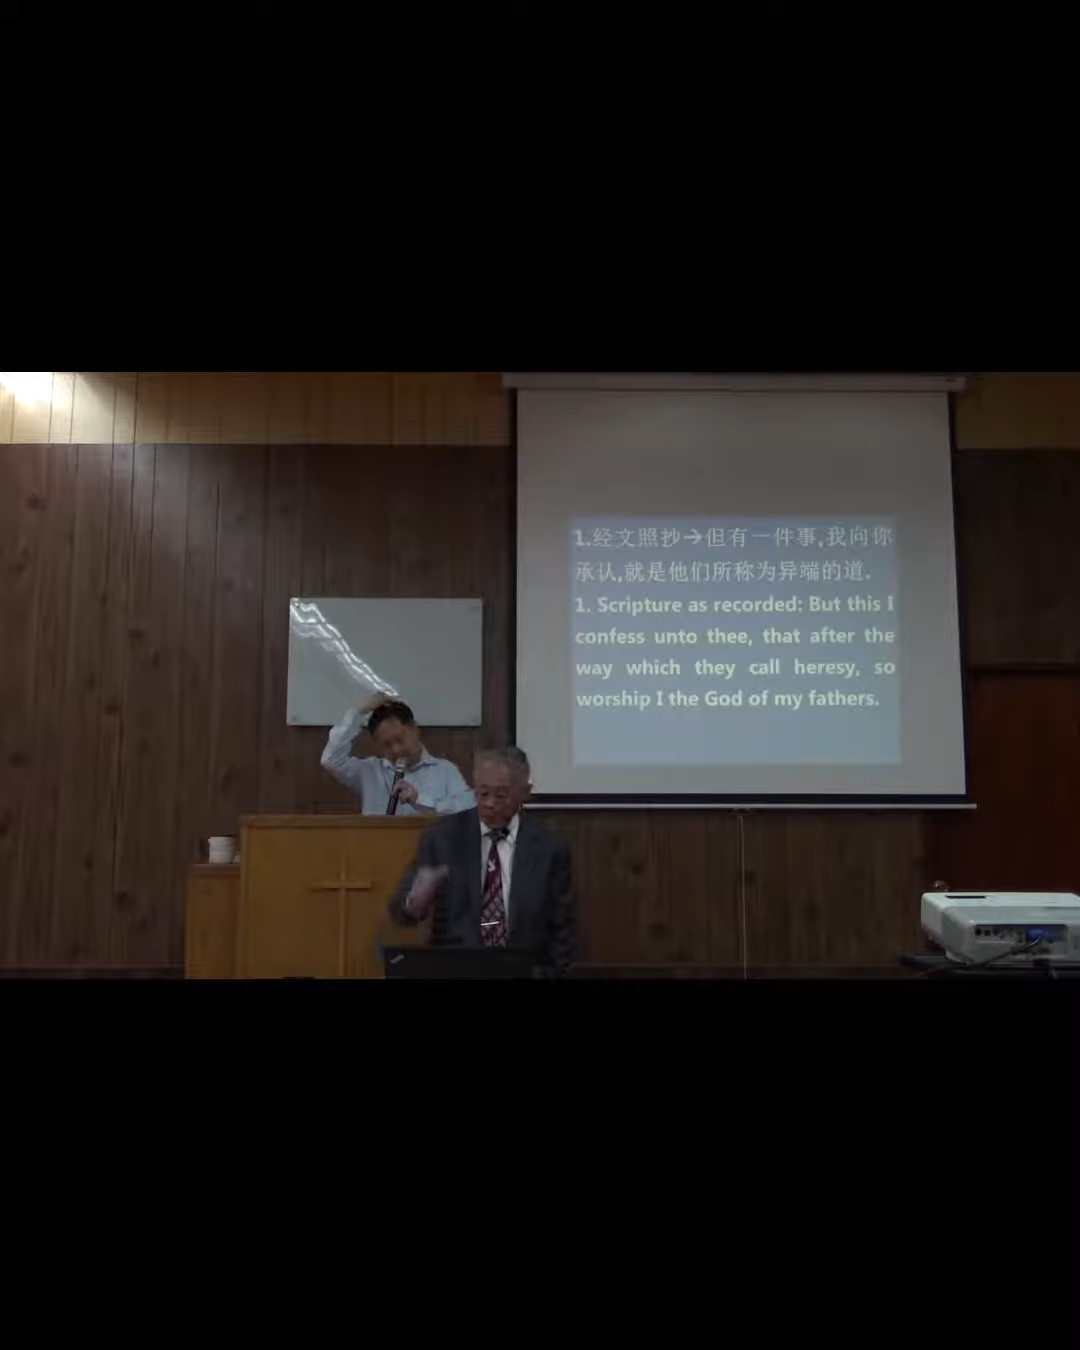 1.经文照抄→但有一件事,我向你
承认,就是他们所称为异端的道.
1. Scripture as recorded: But this I
confess unto thee, that after the
way which they call heresy, so
worship I the God of my fathers.